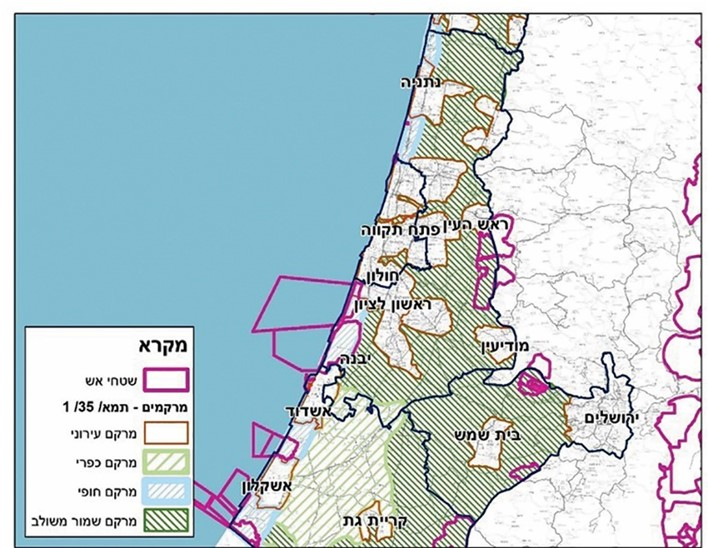 נתניה
פתח תקווה
ראש העין
חולון
ראשון לציון
מודיעין
יבנה
אשדוד
ירושלים
בית שמש
אשקלון
קריית גת
מקרא
שטחי אש
מרקמים - תמא/ 35/ 1
מרקם עירוני
מרקם כפרי
מרקם חופי
מרקם שמור משולב